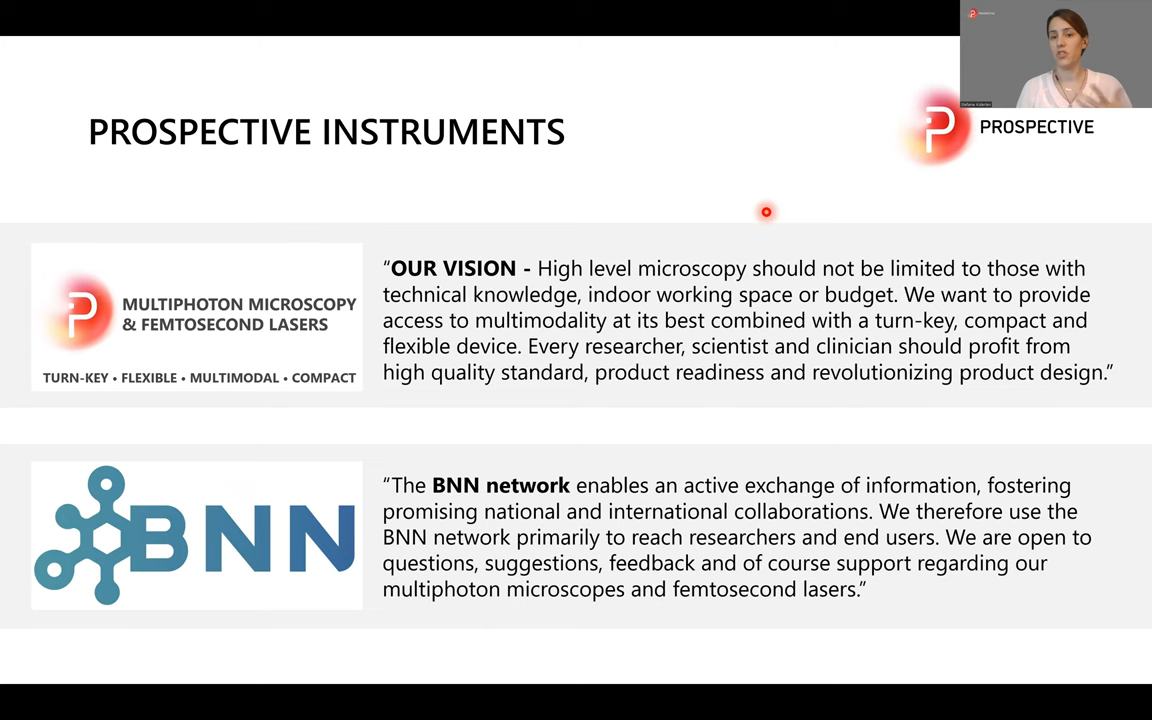 PROSPECTIVE INSTRUMENTS
PROSPECTIVE
MULTIPHOTON MICROSCOPY
& FEMTOSECOND LASERS
TURN-KEY • FLEXIBLE • MULTIMODAL • COMPACT
“OUR VISION - High level microscopy should not be limited to those with
technical knowledge, indoor working space or budget. We want to provide
access to multimodality at its best combined with a turn-key, compact and
flexible device. Every researcher, scientist and clinician should profit from
high quality standard, product readiness and revolutionizing product design.”
BNN
“The BNN network enables an active exchange of information, fostering
promising national and international collaborations. We therefore use the
BNN network primarily to reach researchers and end users. We are open to
questions, suggestions, feedback and of course support regarding our
multiphoton microscopes and femtosecond lasers.”